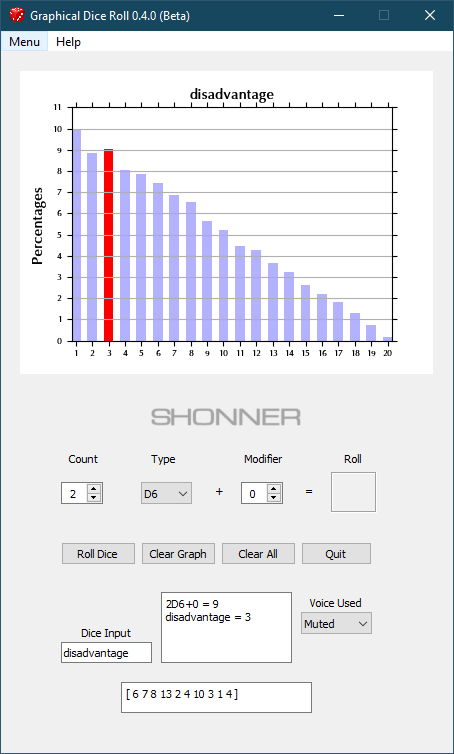 Graphical Dice Roll 0.4.0 (Beta)
Menu Help
disadvantage
Percentages
11
10
9
8
7
6
5
4
3
2
1
0
1 2 3 4 5 6 7 8 9 10 11 12 13 14 15 16 17 18 19 20
SHONNER
Count Type Modifier Roll
2 D6 + 0 =
Roll Dice Clear Graph Clear All Quit
2D6+0 = 9
disadvantage = 3
Voice Used
Muted
Dice Input
disadvantage
[ 6 7 8 13 2 4 10 3 1 4 ]